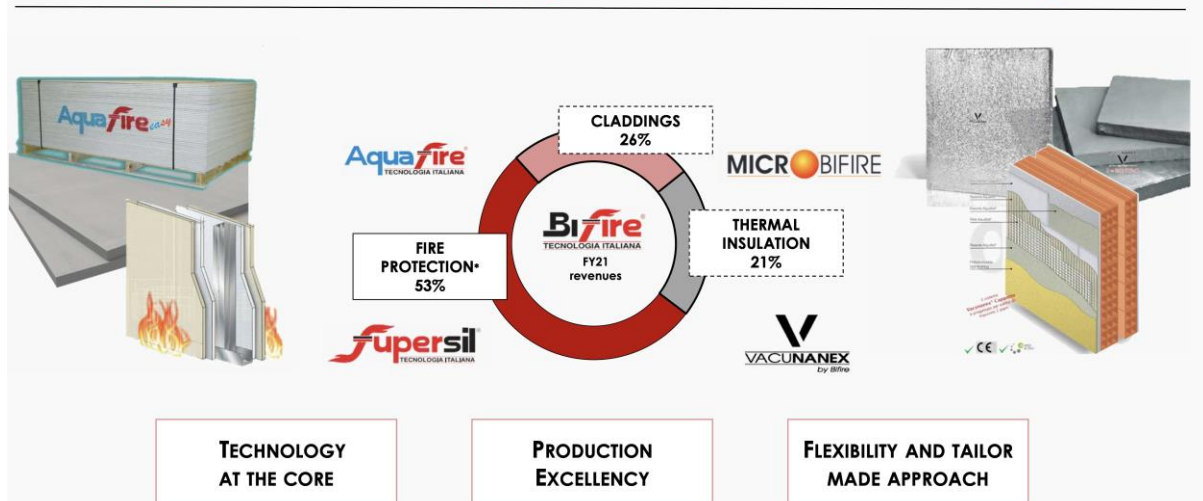 Aquafire easy
CLADDINGS
26%
Aquafire®
TECNOLOGIA ITALIANA
MICROBIFIRE
BIfire®
TECNOLOGIA ITALIANA
FY21
revenues
THERMAL
INSULATION
21%
FIRE
PROTECTION*
53%
Supersil®
TECNOLOGIA ITALIANA
VACUNANEX
by Bifire
CE
TECHNOLOGY
AT THE CORE
PRODUCTION
EXCELLENCY
FLEXIBILITY AND TAILOR
MADE APPROACH